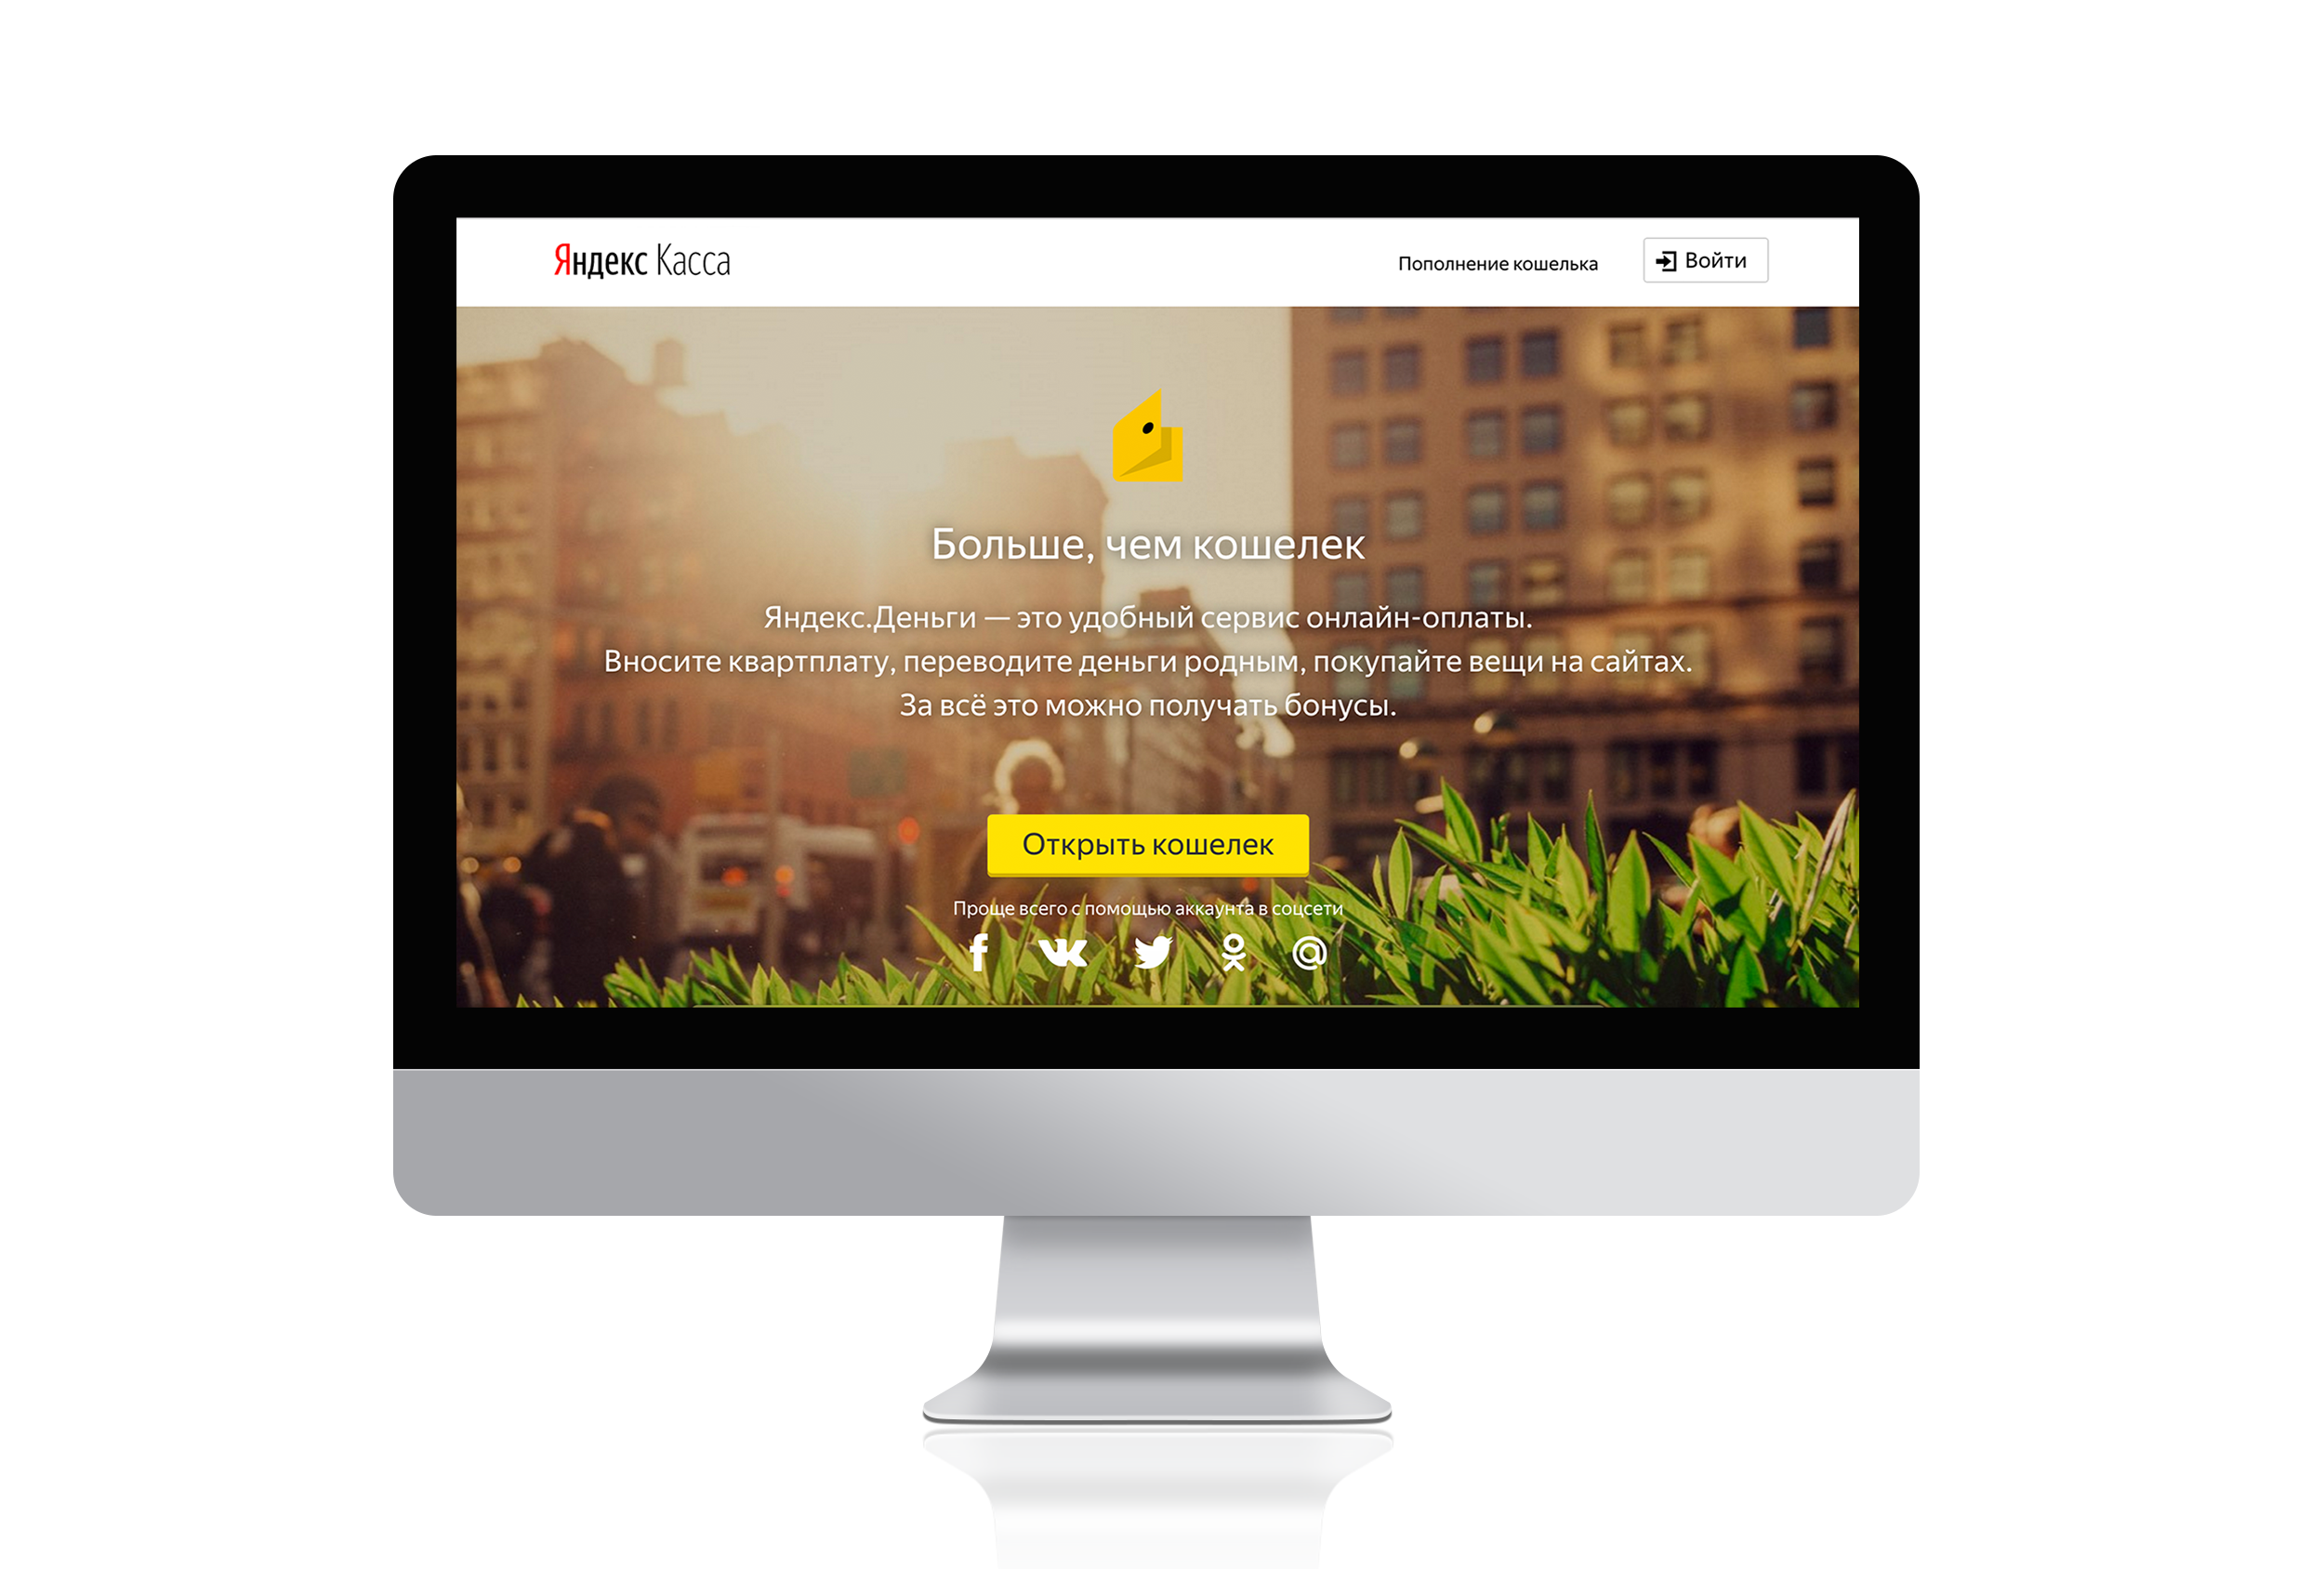 Яндекс Касса
Пополнение кошелька
Войти
Больше, чем кошелек
Яндекс.Деньги — это удобный сервис онлайн-оплаты.
Вносите квартплату, переводите деньги родным, покупайте вещи на сайтах.
За всё это можно получать бонусы.
Открыть кошелек
Проще всего с помощью аккаунта в соцсети